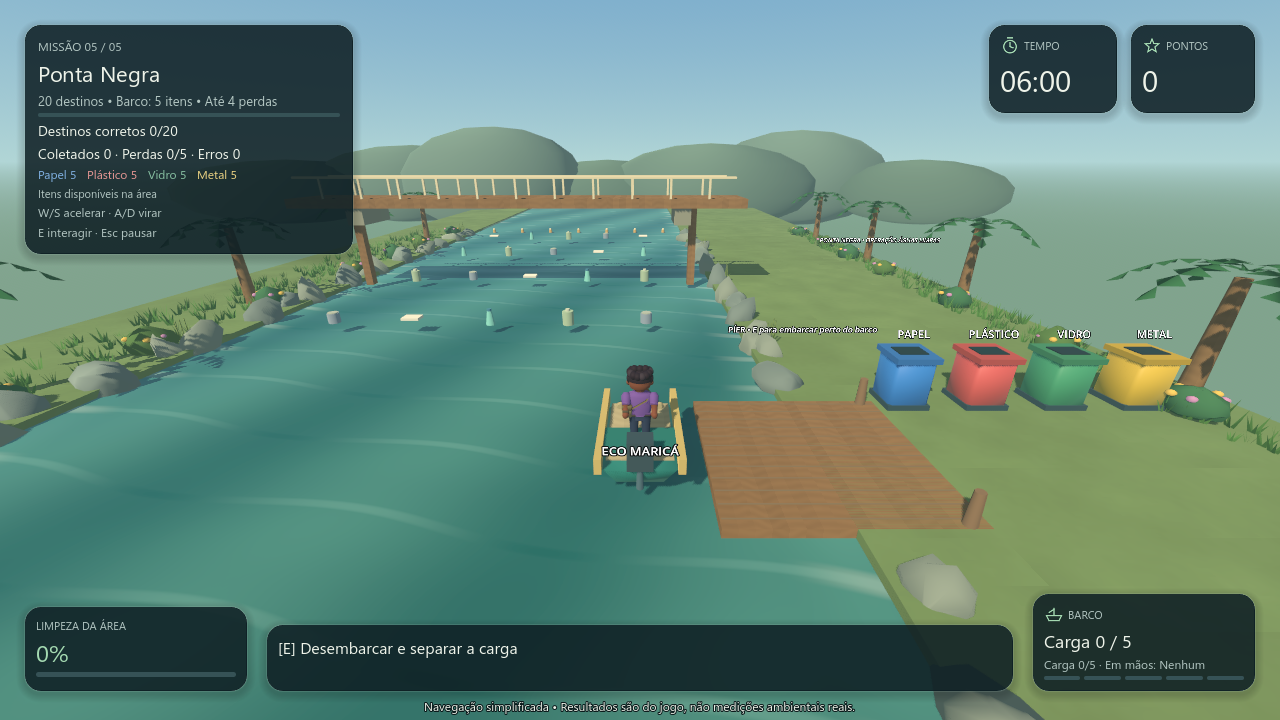 MISSÃO 05 / 05
Ponta Negra
20 destinos • Barco: 5 itens • Até 4 perdas
Destinos corretos 0/20
Coletados 0 · Perdas 0/5 · Erros 0
Papel 5 Plástico 5 Vidro 5 Metal 5
Itens disponíveis na área
W/S acelerar · A/D virar
E interagir · Esc pausar
TEMPO
06:00
PONTOS
0
PÍER • E para embarcar perto do barco
PAPEL
PLÁSTICO
VIDRO
METAL
ECO MARICÁ
LIMPEZA DA ÁREA
0%
[E] Desembarcar e separar a carga
BARCO
Carga 0 / 5
Carga 0/5 · Em mãos: Nenhum
Navegação simplificada • Resultados são do jogo, não medições ambientais reais.